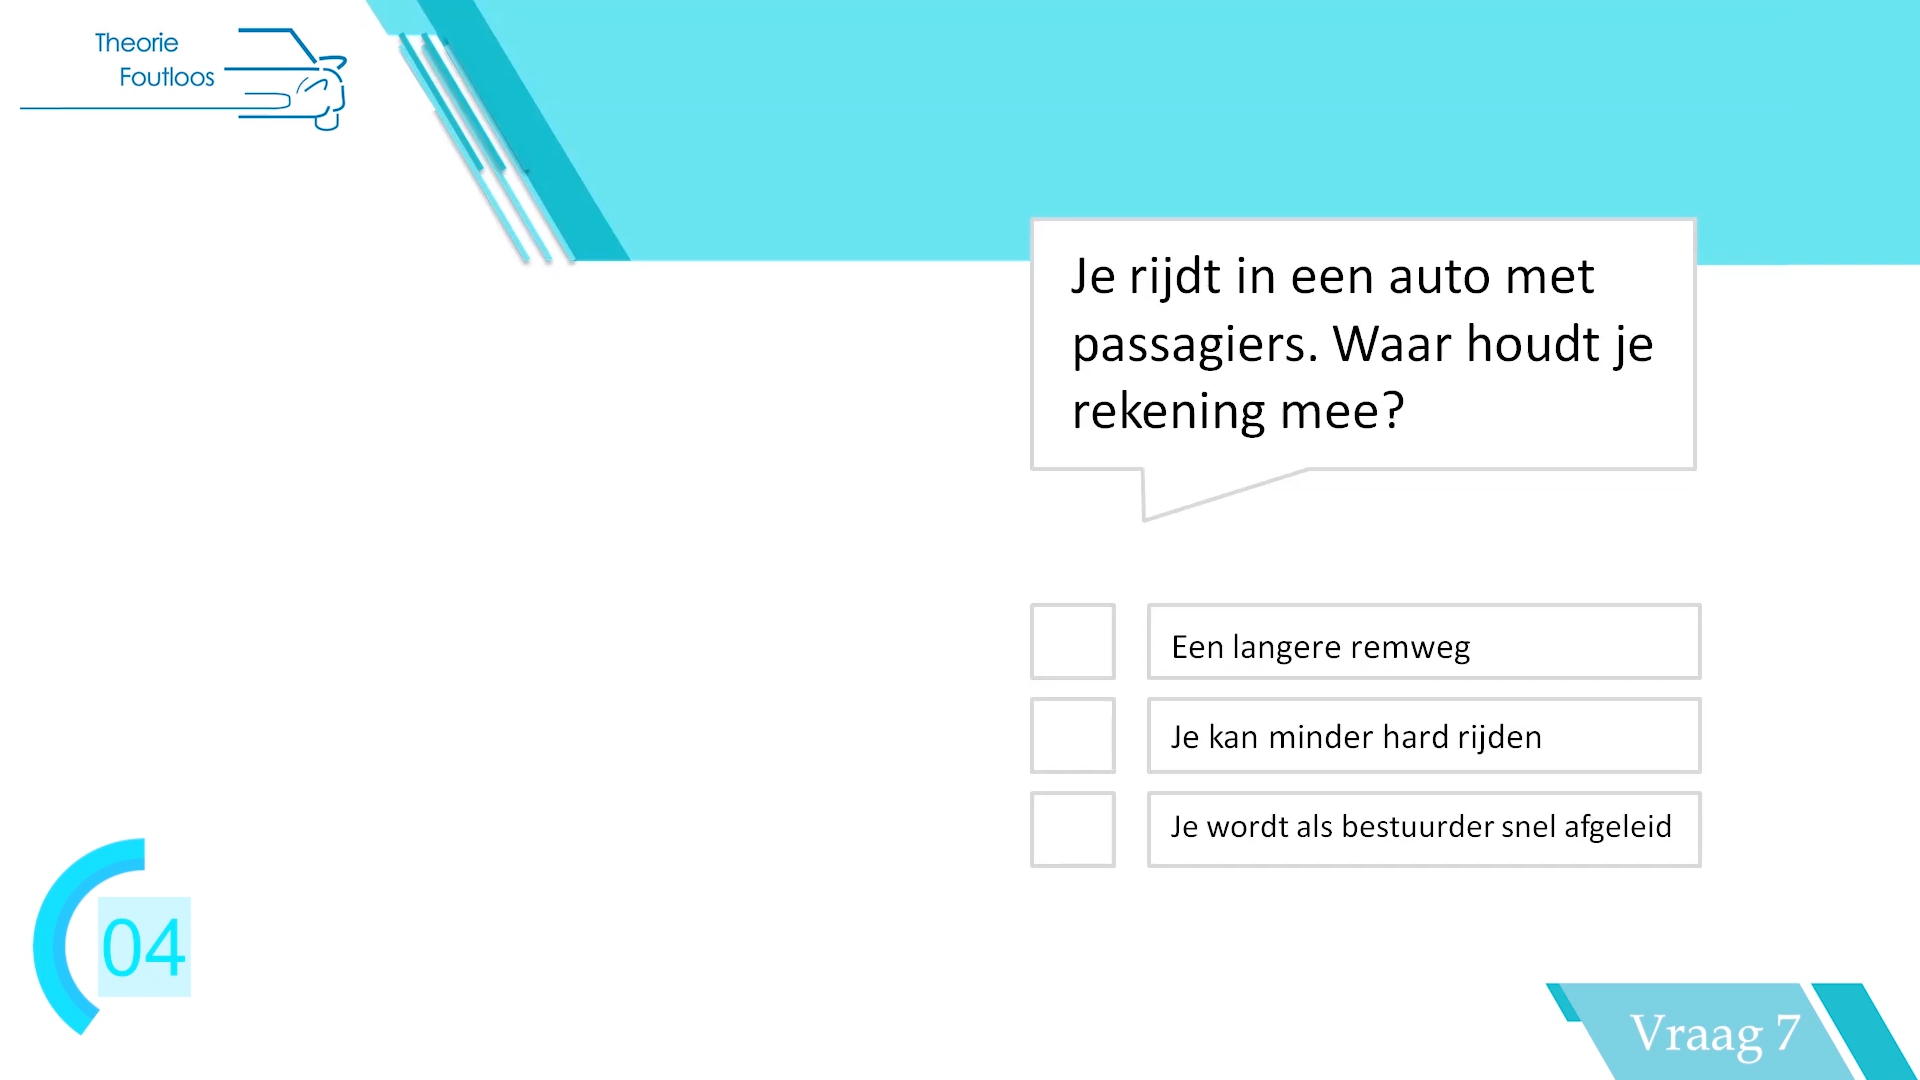 Theorie
Foutloos
Je rijdt in een auto met
passagiers. Waar houdt je
rekening mee?
Een langere remweg
Je kan minder hard rijden
Je wordt als bestuurder snel afgeleid
04
Vraag 7